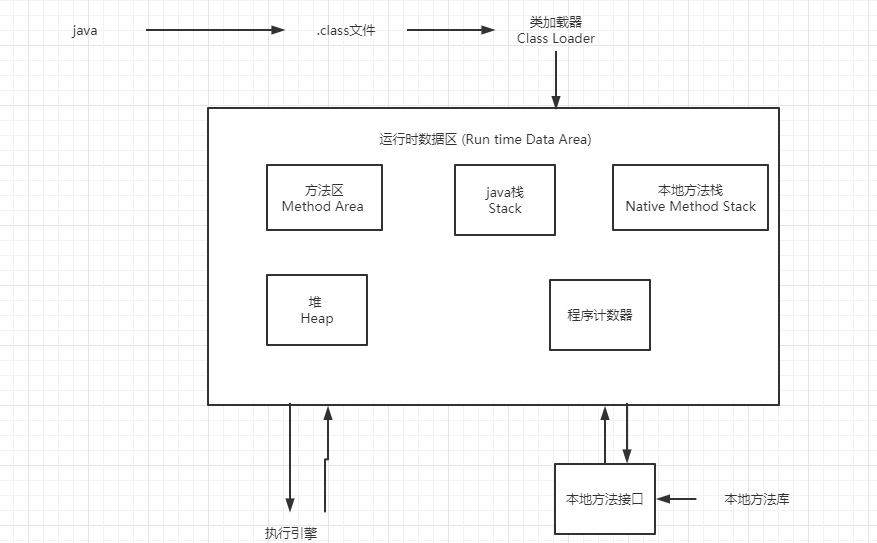 java
.class文件
类加载器
Class Loader
运行时数据区 (Run time Data Area)
方法区
Method Area
java栈
Stack
本地方法栈
Native Method Stack
堆
Heap
程序计数器
执行引擎
本地方法接口
本地方法库